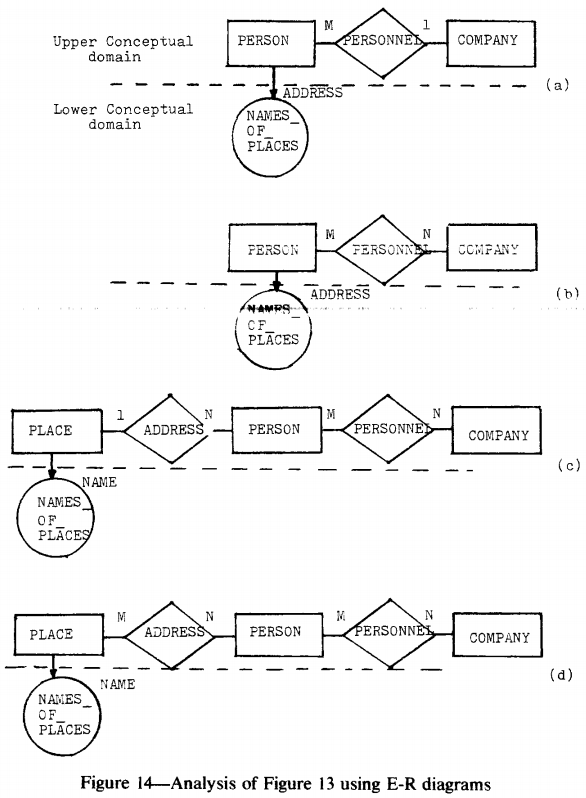 Upper Conceptual
domain
PERSON
M
PERSONNEL
1
COMPANY
(a)
ADDRESS
Lower Conceptual
domain
NAMES_
OF_
PLACES
PERSON
M
PERSONNEL
N
COMPANY
(b)
ADDRESS
NAMES_
OF_
PLACES
PLACE
1
ADDRESS
N
PERSON
M
PERSONNEL
N
COMPANY
(c)
NAME
NAMES_
OF_
PLACES
PLACE
M
ADDRESS
N
PERSON
M
PERSONNEL
N
COMPANY
(d)
NAME
NAMES_
OF_
PLACES
Figure 14—Analysis of Figure 13 using E-R diagrams